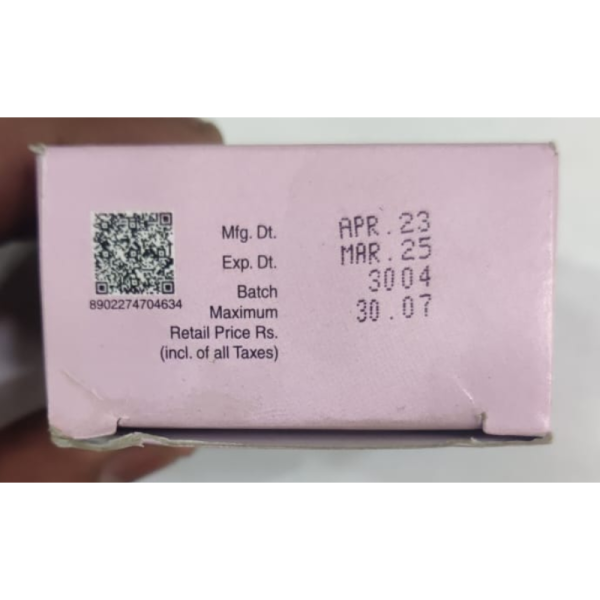 Mfg. Dt. APR. 23
Exp. Dt. MAR. 25
Batch 3004
Maximum 30.07
Retail Price Rs.
(incl. of all Taxes)
8902274704634